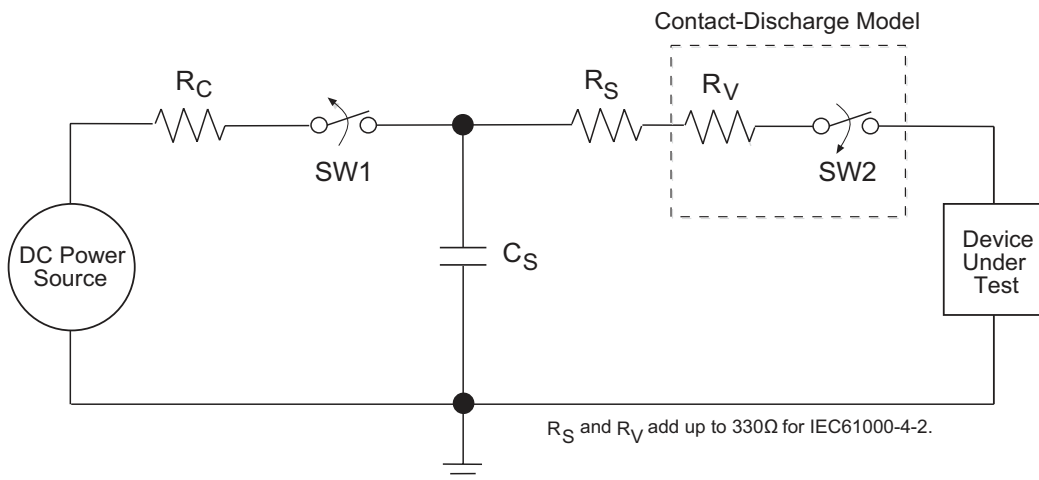 Contact-Discharge Model
RC
RS
RV
SW1
SW2
DC Power
Source
CS
Device
Under
Test
RS and RV add up to 330Ω for IEC61000-4-2.